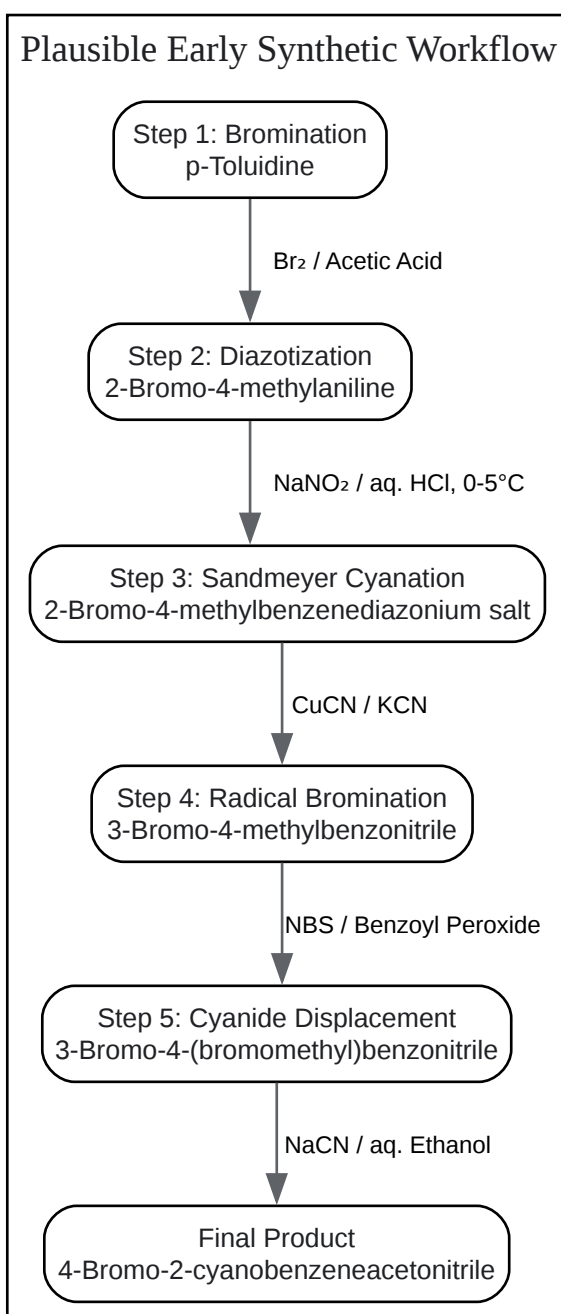 Plausible Early Synthetic Workflow
Step 1: Bromination
p-Toluidine
Br₂ / Acetic Acid
Step 2: Diazotization
2-Bromo-4-methylaniline
NaNO₂ / aq. HCl, 0-5°C
Step 3: Sandmeyer Cyanation
2-Bromo-4-methylbenzenediazonium salt
CuCN / KCN
Step 4: Radical Bromination
3-Bromo-4-methylbenzonitrile
NBS / Benzoyl Peroxide
Step 5: Cyanide Displacement
3-Bromo-4-(bromomethyl)benzonitrile
NaCN / aq. Ethanol
Final Product
4-Bromo-2-cyanobenzeneacetonitrile